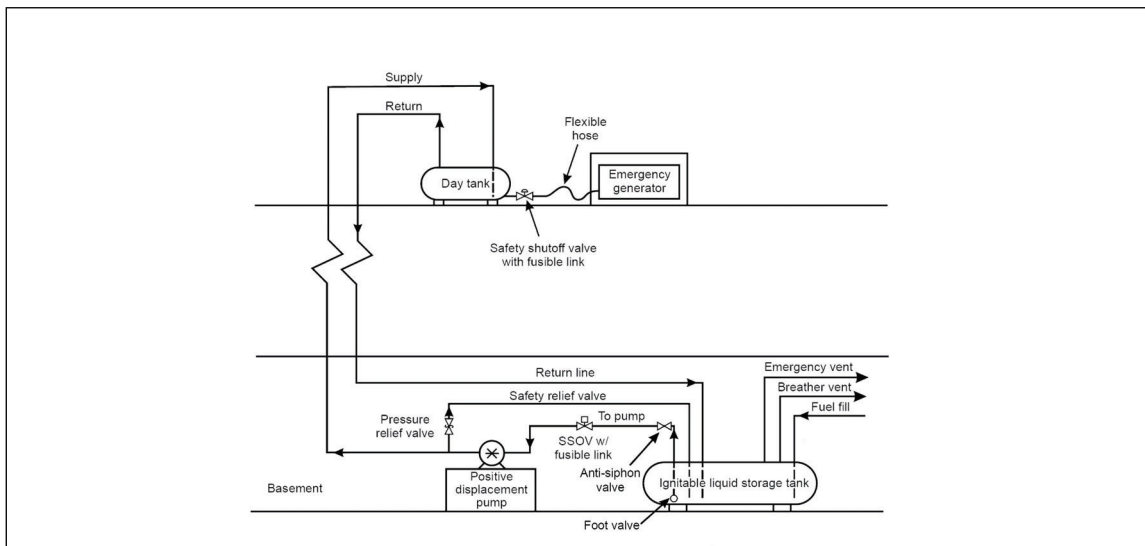 Supply
Return
Flexible
hose
Day tank
Emergency
generator
Safety shutoff valve
with fusible link
Emergency vent
Return line
Breather vent
Safety relief valve
Fuel fill
Pressure
relief valve
To pump
SSOV w/
fusible link
Anti-siphon
valve
Ignitable liquid storage tank
Positive
displacement
pump
Basement
Foot valve